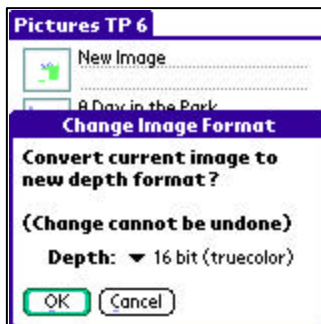 Pictures TP 6
New Image
A Day in the Park
Change Image Format
Convert current image to
new depth format?
(Change cannot be undone)
Depth: 16 bit (truecolor)
OK Cancel